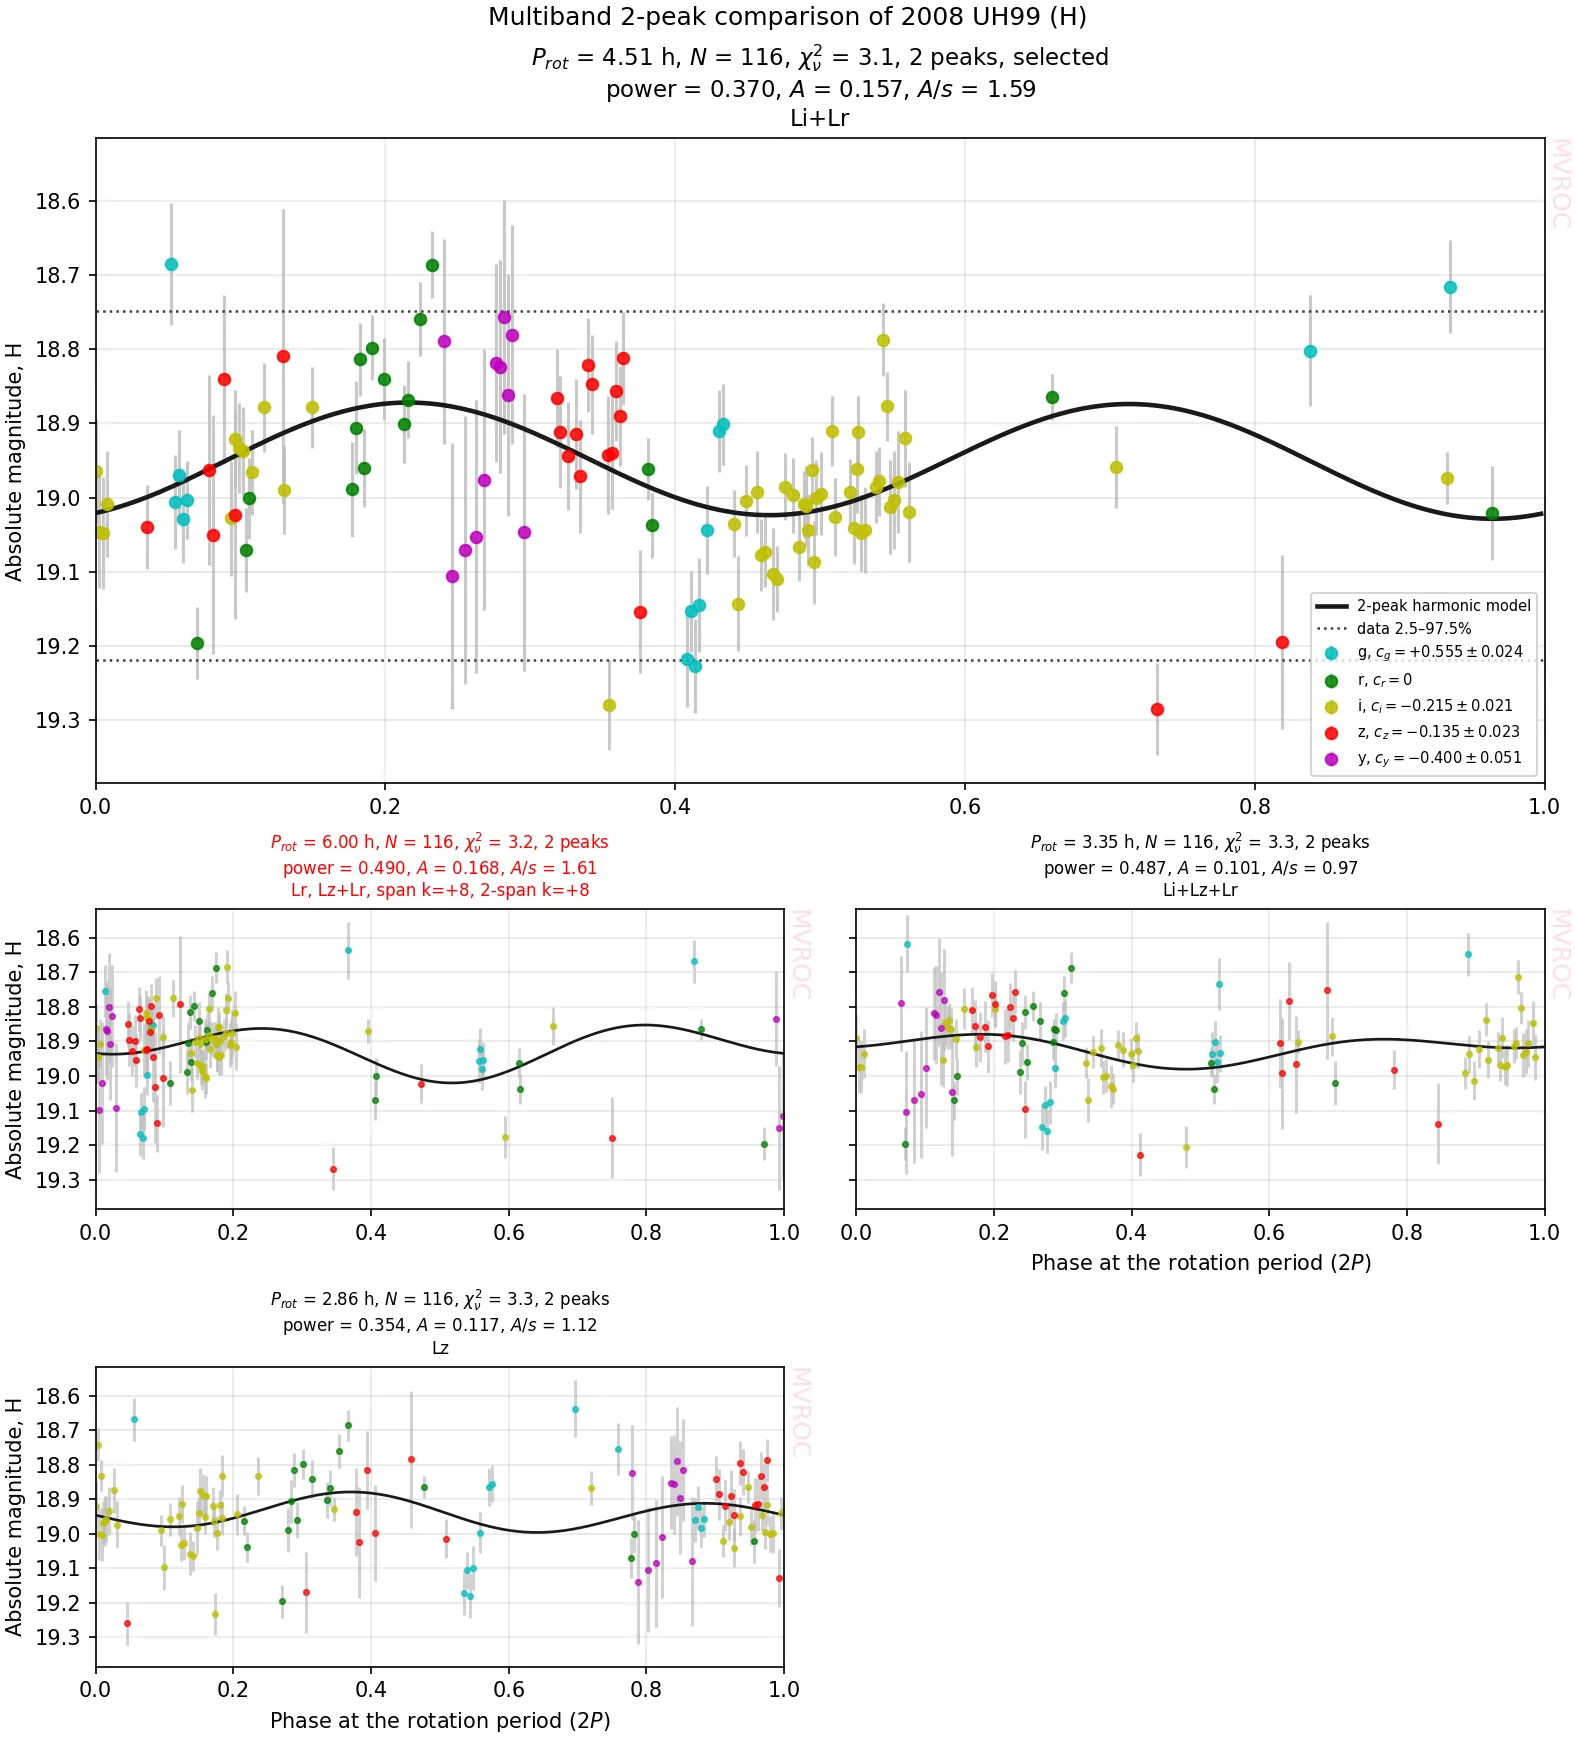 Multiband 2-peak comparison of 2008 UH99 (H)
P_rot = 4.51 h, N = 116, χ²_ν = 3.1, 2 peaks, selected
power = 0.370, A = 0.157, A/s = 1.59
Li+Lr
MVROC
Absolute magnitude, H
18.6
18.7
18.8
18.9
19.0
19.1
19.2
19.3
2-peak harmonic model
data 2.5–97.5%
g, c_g = +0.555 ± 0.024
r, c_r = 0
i, c_i = −0.215 ± 0.021
z, c_z = −0.135 ± 0.023
y, c_y = −0.400 ± 0.051
0.0 0.2 0.4 0.6 0.8 1.0
P_rot = 6.00 h, N = 116, χ²_ν = 3.2, 2 peaks
power = 0.490, A = 0.168, A/s = 1.61
Lr, Lz+Lr, span k=+8, 2-span k=+8
MVROC
Absolute magnitude, H
18.6
18.7
18.8
18.9
19.0
19.1
19.2
19.3
0.0 0.2 0.4 0.6 0.8 1.0
P_rot = 3.35 h, N = 116, χ²_ν = 3.3, 2 peaks
power = 0.487, A = 0.101, A/s = 0.97
Li+Lz+Lr
MVROC
0.0 0.2 0.4 0.6 0.8 1.0
Phase at the rotation period (2P)
P_rot = 2.86 h, N = 116, χ²_ν = 3.3, 2 peaks
power = 0.354, A = 0.117, A/s = 1.12
Lz
MVROC
Absolute magnitude, H
18.6
18.7
18.8
18.9
19.0
19.1
19.2
19.3
0.0 0.2 0.4 0.6 0.8 1.0
Phase at the rotation period (2P)